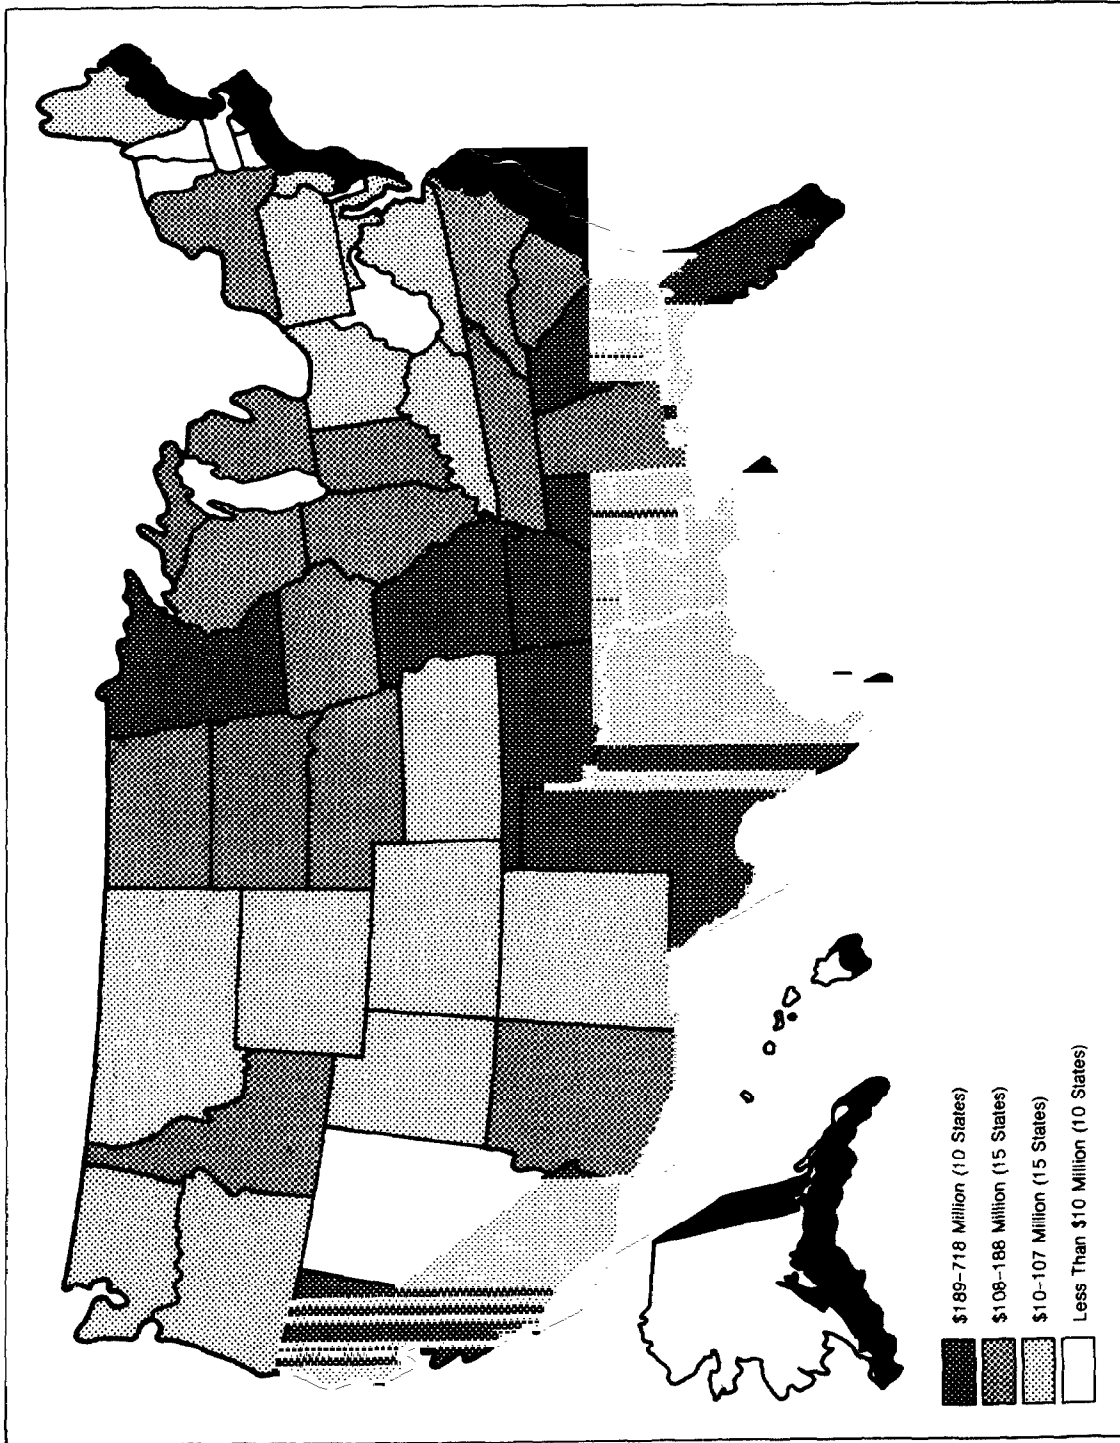 $189-718 Million (10 States)
$108-188 Million (15 States)
$10-107 Million (15 States)
Less Than $10 Million (10 States)